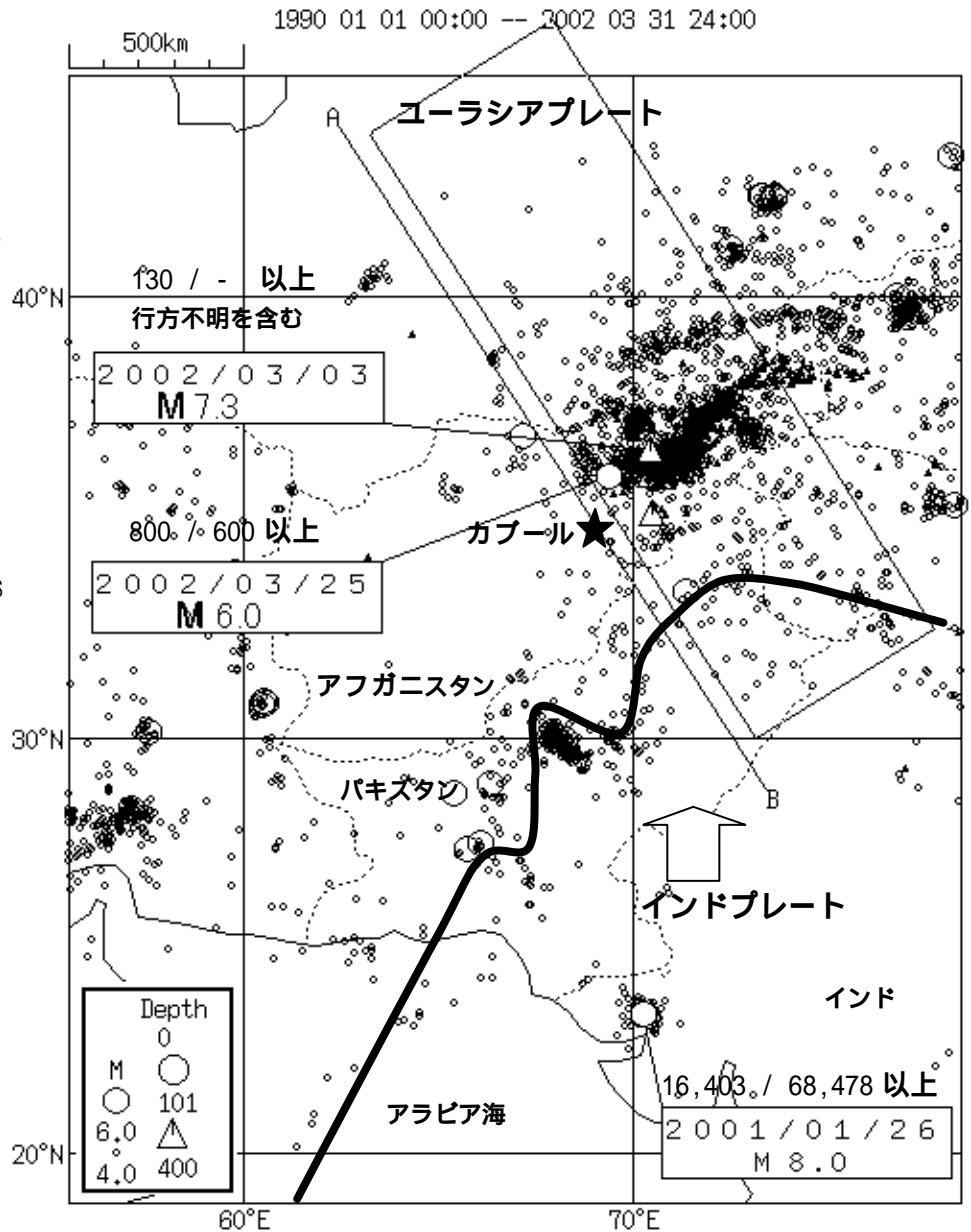 1990 01 01 00:00 -- 2002 03 31 24:00
500km
A
ユーラシアプレート
130 / - 以上
40°N
行方不明を含む
2002/03/03
M 7.3
800 / 600 以上
カブール
2002/03/25
M 6.0
アフガニスタン
30°N
パキスタン
B
インドプレート
インド
Depth
0
M
101
6.0
4.0
400
アラビア海
16,403 / 68,478 以上
2001/01/26
M 8.0
20°N
60°E
70°E